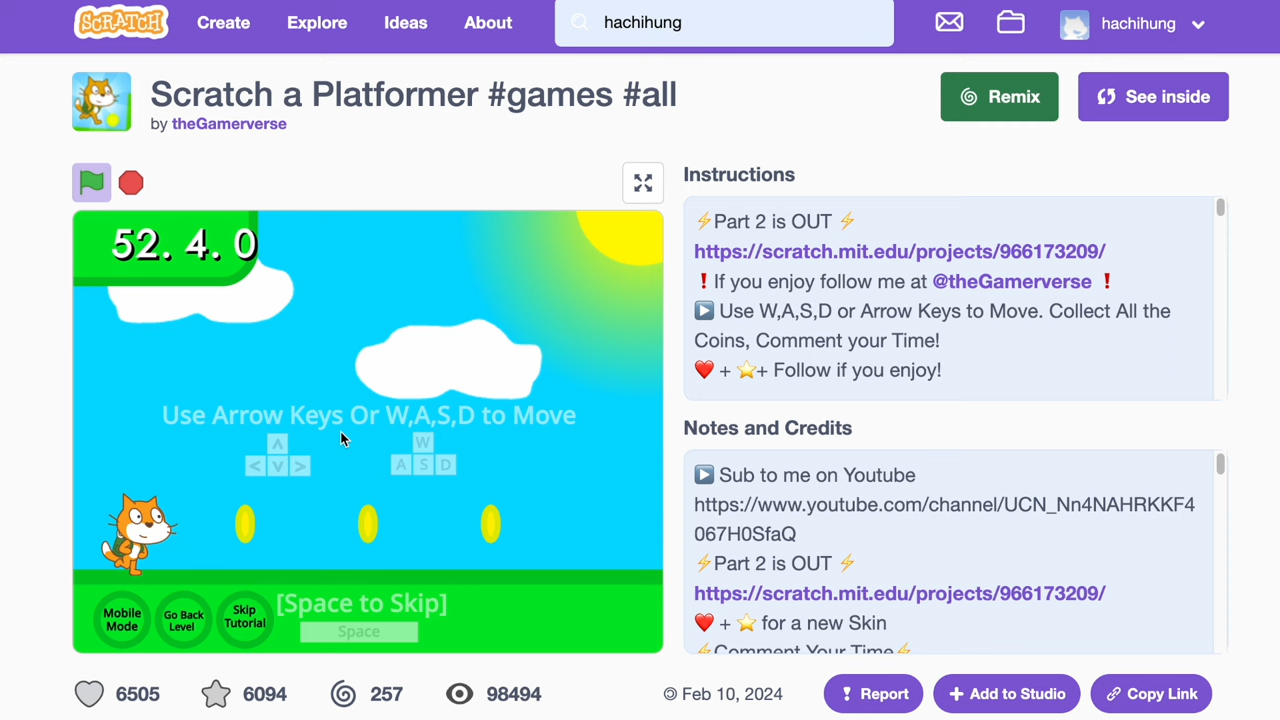 SCRATCH Create Explore Ideas About hachihung hachihung
Scratch a Platformer #games #all
by theGamerverse
Remix
See inside
Instructions
⚡Part 2 is OUT ⚡
https://scratch.mit.edu/projects/966173209/
❗If you enjoy follow me at @theGamerverse ❗
▶️ Use W,A,S,D or Arrow Keys to Move. Collect All the
Coins, Comment your Time!
❤️ + ⭐+ Follow if you enjoy!
52. 4. 0
Use Arrow Keys Or W,A,S,D to Move
ʌ W
< v > A S D
[Space to Skip]
Space
Mobile
Mode
Go Back
Level
Skip
Tutorial
Notes and Credits
▶️ Sub to me on Youtube
https://www.youtube.com/channel/UCN_Nn4NAHRKKF4
067H0SfaQ
⚡Part 2 is OUT ⚡
https://scratch.mit.edu/projects/966173209/
❤️ + ⭐ for a new Skin
⚡Comment Your Time⚡
6505 6094 257 98494
© Feb 10, 2024
Report
Add to Studio
Copy Link